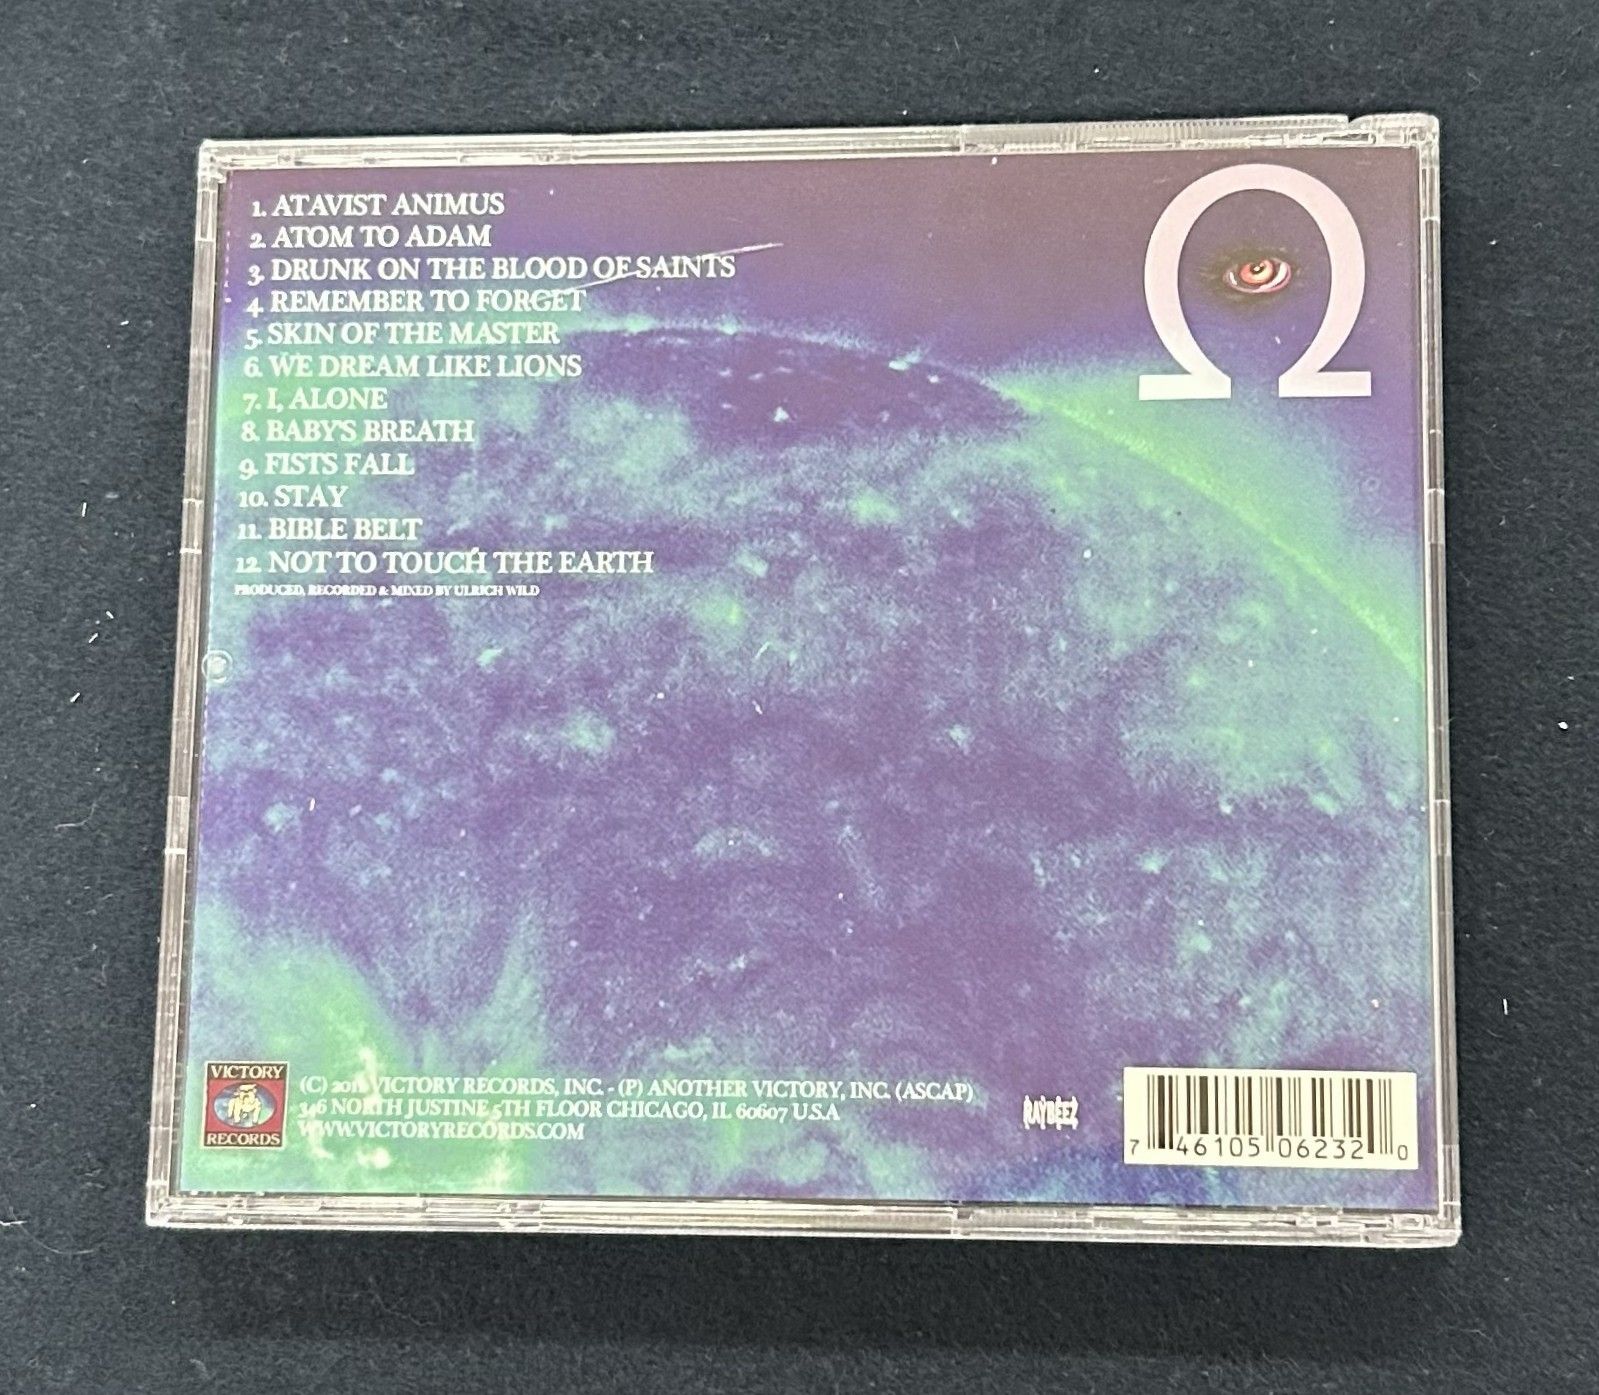 1. ATAVIST ANIMUS
2. ATOM TO ADAM
3. DRUNK ON THE BLOOD OF SAINTS
4. REMEMBER TO FORGET
5. SKIN OF THE MASTER
6. WE DREAM LIKE LIONS
7. I, ALONE
8. BABY'S BREATH
9. FISTS FALL
10. STAY
11. BIBLE BELT
12. NOT TO TOUCH THE EARTH
PRODUCED, RECORDED & MIXED BY ULRICH WILD
Ω
VICTORY
RECORDS
(C) VICTORY RECORDS, INC. - (P) ANOTHER VICTORY, INC. (ASCAP)
346 NORTH JUSTINE 5TH FLOOR CHICAGO, IL 60607 U.S.A
WWW.VICTORYRECORDS.COM
RAYBEEZ
7 46105 06232 0